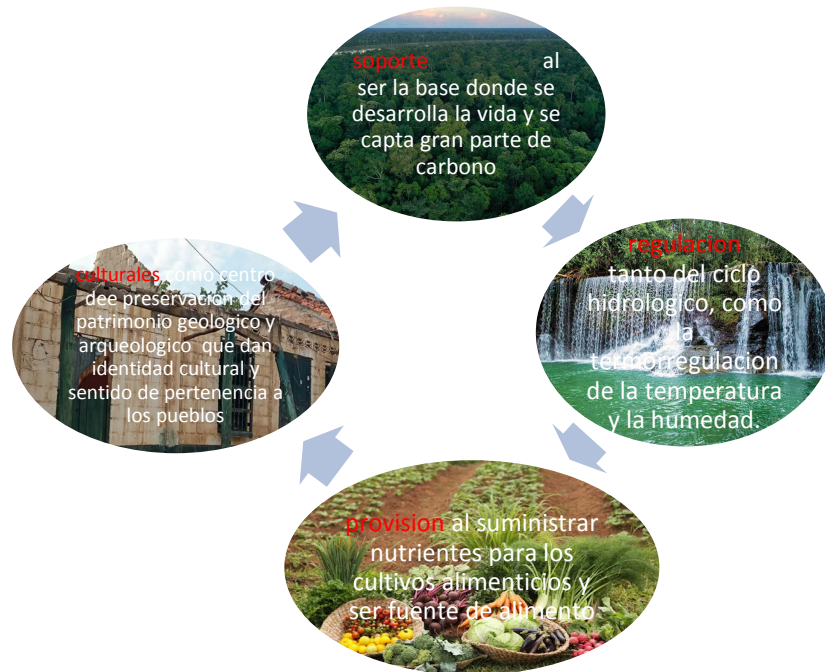 soporte al
ser la base donde se
desarrolla la vida y se
capta gran parte de
carbono
regulacion
tanto del ciclo
hidrologico, como
la
termorregulacion
de la temperatura
y la humedad.
provision al suministrar
nutrientes para los
cultivos alimenticios y
ser fuente de alimento
culturales como centro
dee preservacion del
patrimonio geologico y
arqueologico que dan
identidad cultural y
sentido de pertenencia a
los pueblos